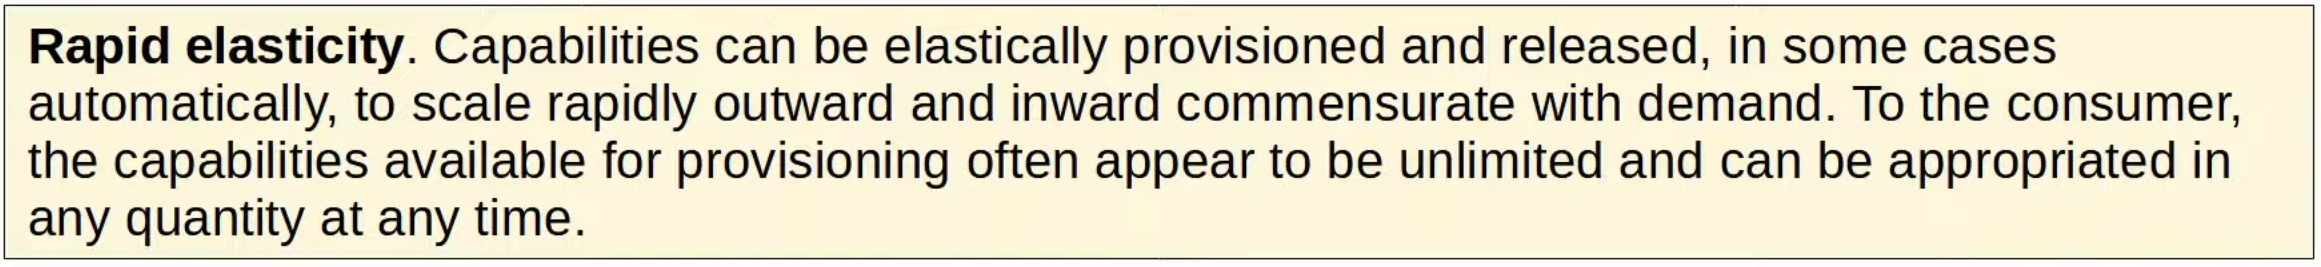 Rapid elasticity. Capabilities can be elastically provisioned and released, in some cases
automatically, to scale rapidly outward and inward commensurate with demand. To the consumer,
the capabilities available for provisioning often appear to be unlimited and can be appropriated in
any quantity at any time.